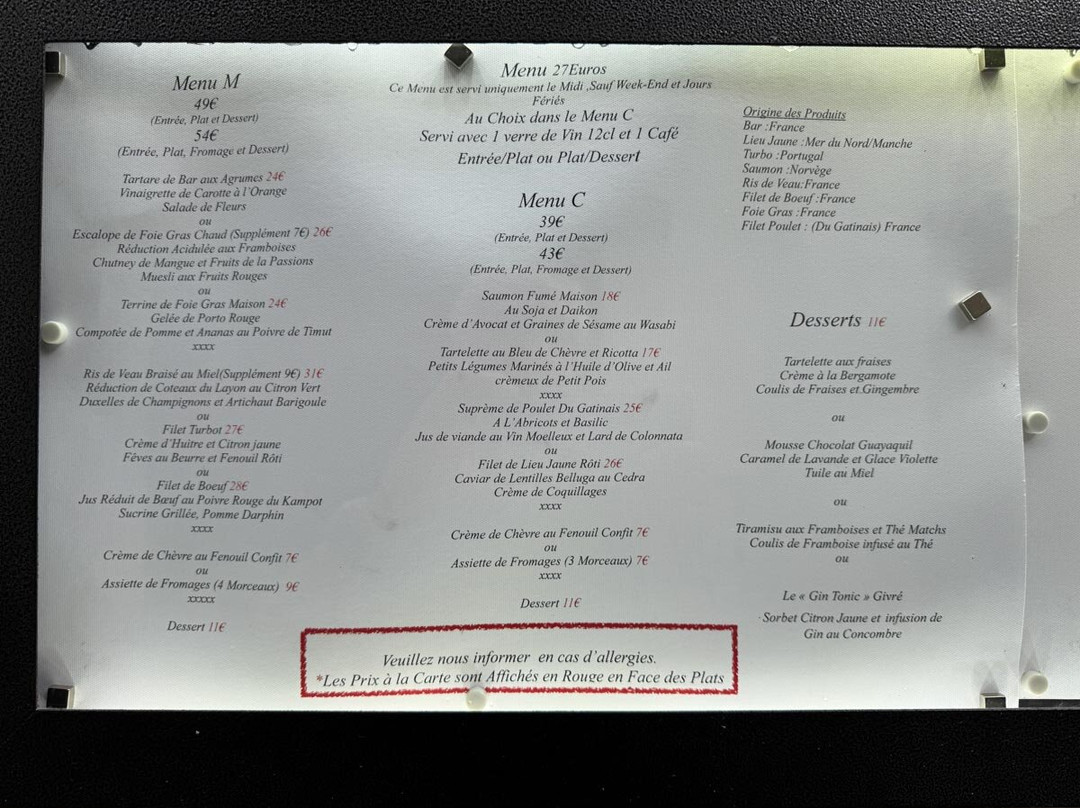 Menu M
49€
(Entrée, Plat et Dessert)
54€
(Entrée, Plat, Fromage et Dessert)
Tartare de Bar aux Agrumes 24€
Vinaigrette de Carotte à l'Orange
Salade de Fleurs
ou
Escalope de Foie Gras Chaud (Supplément 7€) 26€
Réduction Acidulée aux Framboises
Chutney de Mangue et Fruits de la Passions
Muesli aux Fruits Rouges
ou
Terrine de Foie Gras Maison 24€
Gelée de Porto Rouge
Compotée de Pomme et Ananas au Poivre de Timut
xxxx
Ris de Veau Braisé au Miel(Supplément 9€) 31€
Réduction de Coteaux du Layon au Citron Vert
Duxelles de Champignons et Artichaut Barigoule
ou
Filet Turbot 27€
Crème d'Huitre et Citron jaune
Féves au Beurre et Fenouil Rôti
ou
Filet de Boeuf 28€
Jus Réduit de Bœuf au Poivre Rouge du Kampot
Sucrine Grillée, Pomme Darphin
xxxx
Crème de Chèvre au Fenouil Confit 7€
ou
Assiette de Fromages (4 Morceaux) 9€
xxxxx
Dessert 11€
Menu 27Euros
Ce Menu est servi uniquement le Midi ,Sauf Week-End et Jours
Fériés
Au Choix dans le Menu C
Servi avec 1 verre de Vin 12cl et 1 Café
Entrée/Plat ou Plat/Dessert
Menu C
39€
(Entrée, Plat et Dessert)
43€
(Entrée, Plat, Fromage et Dessert)
Saumon Fumé Maison 18€
Au Soja et Daikon
Crème d'Avocat et Graines de Sésame au Wasabi
ou
Tartelette au Bleu de Chèvre et Ricotta 17€
Petits Légumes Marinés à l'Huile d'Olive et Ail
crèmeux de Petit Pois
xxxx
Suprème de Poulet Du Gatinais 25€
A L'Abricots et Basilic
Jus de viande au Vin Moelleux et Lard de Colonnata
ou
Filet de Lieu Jaune Rôti 26€
Caviar de Lentilles Belluga au Cedra
Crème de Coquillages
xxxx
Crème de Chèvre au Fenouil Confit 7€
ou
Assiette de Fromages (3 Morceaux) 7€
xxxx
Dessert 11€
Origine des Produits
Bar :France
Lieu Jaune :Mer du Nord/Manche
Turbo :Portugal
Saumon :Norvège
Ris de Veau:France
Filet de Boeuf :France
Foie Gras :France
Filet Poulet : (Du Gatinais) France
Desserts 11€
Tartelette aux fraises
Crème à la Bergamote
Coulis de Fraises et Gingembre
ou
Mousse Chocolat Guayaquil
Caramel de Lavande et Glace Violette
Tuile au Miel
ou
Tiramisu aux Framboises et Thé Matchs
Coulis de Framboise infusé au Thé
ou
Le « Gin Tonic » Givré
Sorbet Citron Jaune et infusion de
Gin au Concombre
Veuillez nous informer en cas d'allergies.
*Les Prix à la Carte sont Affichés en Rouge en Face des Plats